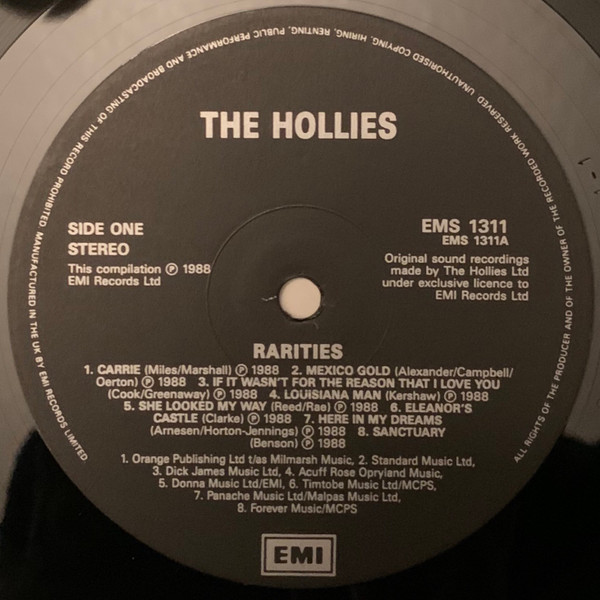 THE HOLLIES
SIDE ONE
STEREO
This compilation Ⓟ 1988
EMI Records Ltd
EMS 1311
EMS 1311A
Original sound recordings
made by The Hollies Ltd
under exclusive licence to
EMI Records Ltd
RARITIES
1. CARRIE (Miles/Marshall) Ⓟ 1988 2. MEXICO GOLD (Alexander/Campbell/
Oerton) Ⓟ 1988 3. IF IT WASN'T FOR THE REASON THAT I LOVE YOU
(Cook/Greenaway) Ⓟ 1988 4. LOUISIANA MAN (Kershaw) Ⓟ 1988
5. SHE LOOKED MY WAY (Reed/Rae) Ⓟ 1988 6. ELEANOR'S
CASTLE (Clarke) Ⓟ 1988 7. HERE IN MY DREAMS
(Arnesen/Horton-Jennings) Ⓟ 1988 8. SANCTUARY
(Benson) Ⓟ 1988
1. Orange Publishing Ltd t/as Milmarsh Music, 2. Standard Music Ltd,
3. Dick James Music Ltd, 4. Acuff Rose Opryland Music,
5. Donna Music Ltd/EMI, 6. Timtobe Music Ltd/MCPS,
7. Panache Music Ltd/Malpas Music Ltd,
8. Forever Music/MCPS
EMI
ALL RIGHTS OF THE PRODUCER AND OF THE OWNER OF THE RECORDED WORK RESERVED. UNAUTHORISED COPYING, HIRING, RENTING, PUBLIC PERFORMANCE AND BROADCASTING OF THIS RECORD PROHIBITED. MANUFACTURED IN THE UK BY EMI RECORDS LIMITED.
1-1